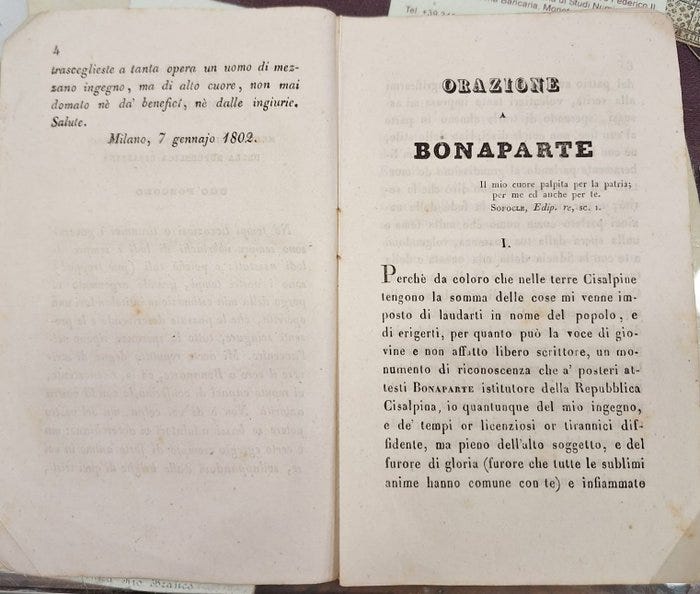 4
trasceglieste a tanta opera un uomo di mez-
zano ingegno, ma di alto cuore, non mai
domato nè da' benefici, nè dalle ingiurie.
Salute.
Milano, 7 gennajo 1802.
ORAZIONE
A
BONAPARTE
Il mio cuore palpita per la patria;
per me ed anche per te.
SOFOCLE, Edip. re, sc. 1.
I.
Perchè da coloro che nelle terre Cisalpine
tengono la somma delle cose mi venne im-
posto di laudarti in nome del popolo, e
di erigerti, per quanto può la voce di gio-
vine e non affatto libero scrittore, un mo-
numento di riconoscenza che a' posteri at-
testi BONAPARTE istitutore della Repubblica
Cisalpina, io quantunque del mio ingegno,
e de' tempi or licenziosi or tirannici dif-
fidente, ma pieno dell'alto soggetto, e del
furore di gloria (furore che tutte le sublimi
anime hanno comune con te) e infiammato